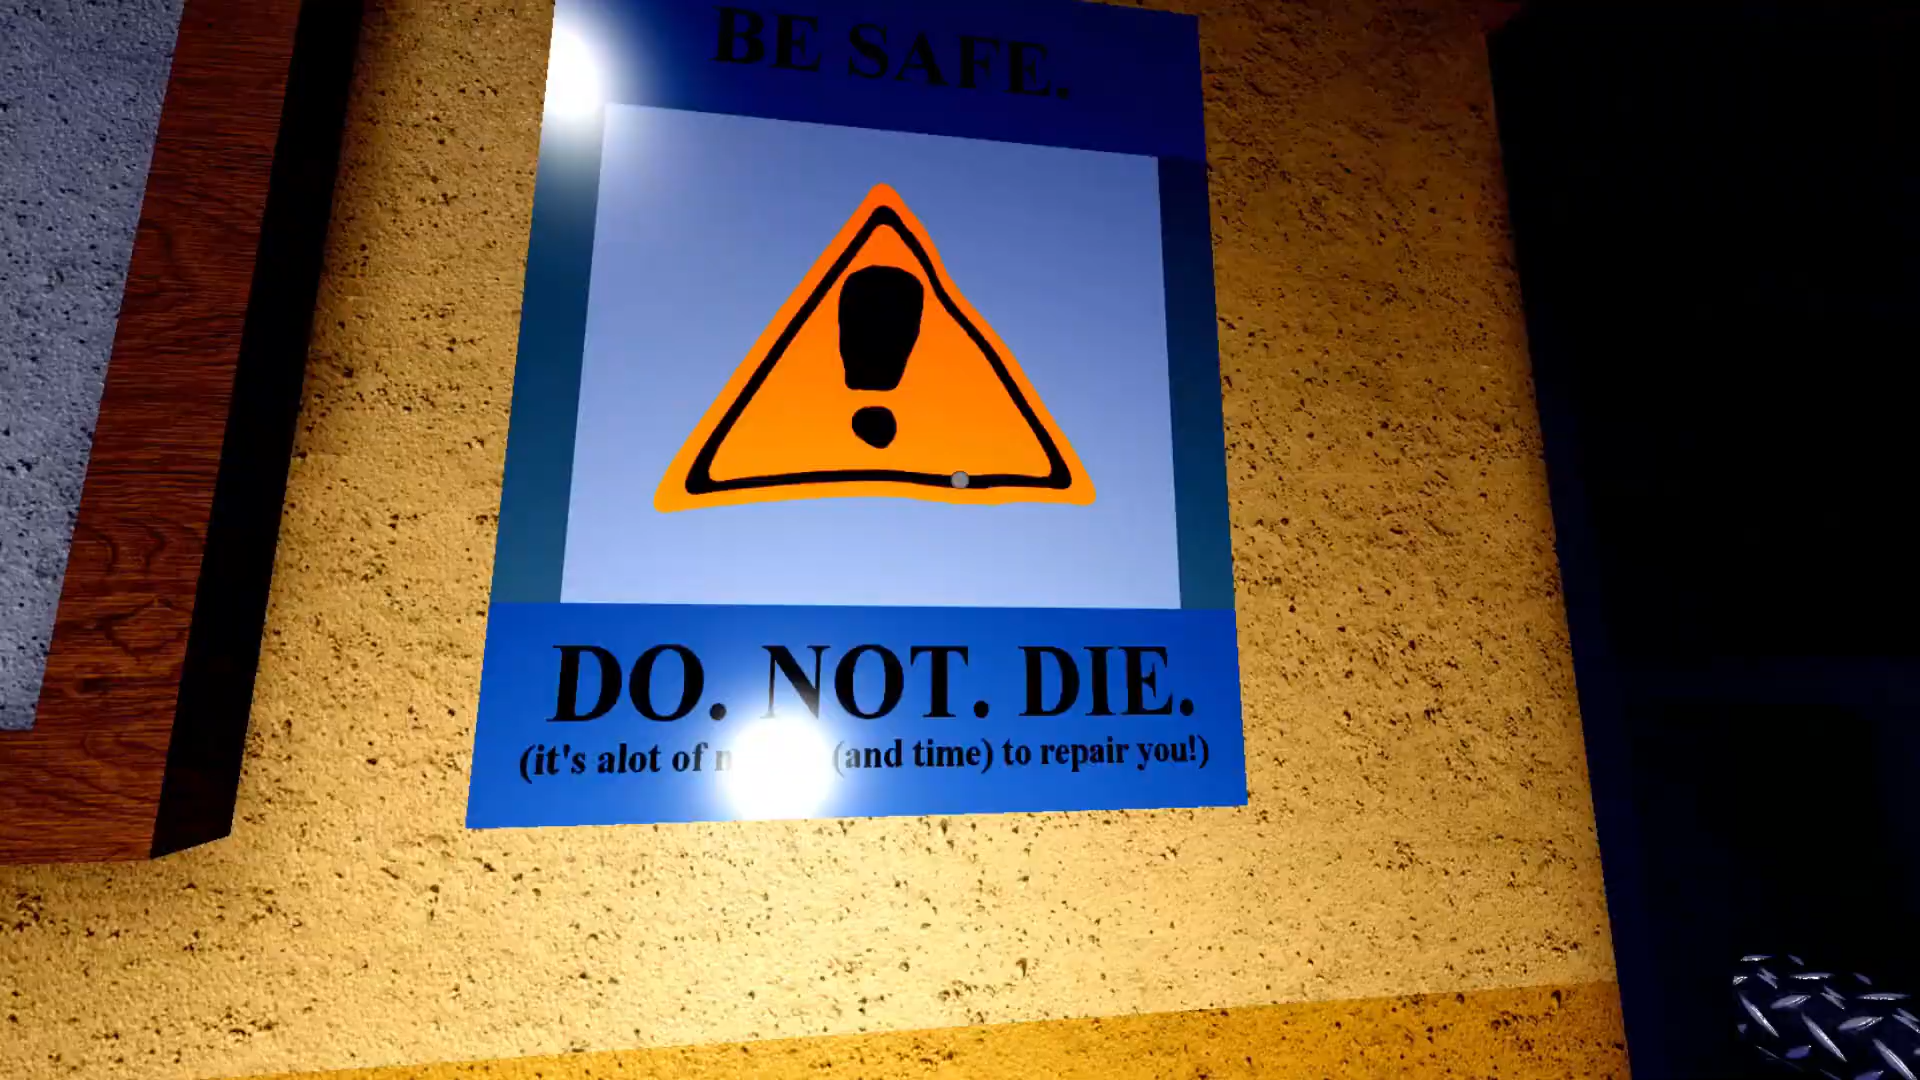 BE SAFE.
DO. NOT. DIE.
(it's alot of (and time) to repair you!)